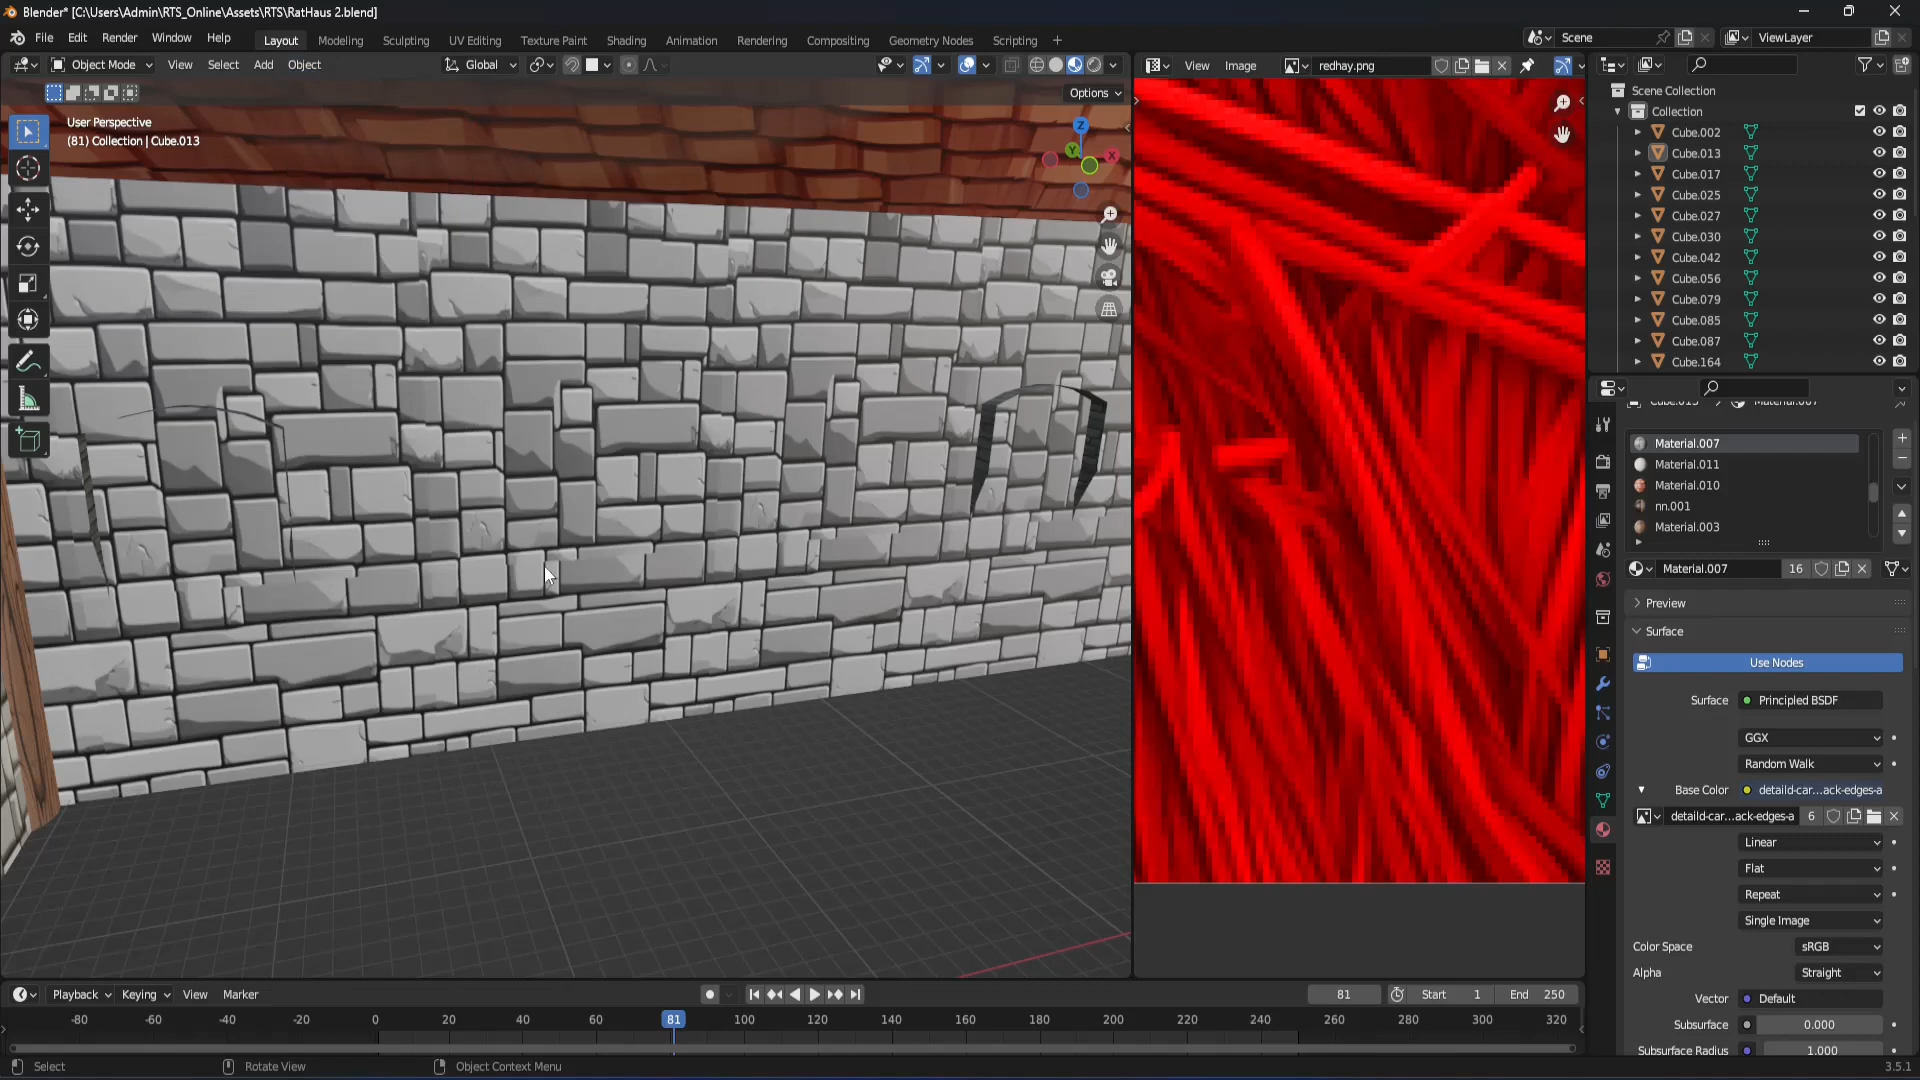 Blender* [C:\Users\Admin\RTS_Online\Assets\RTS\RatHaus 2.blend]
File Edit Render Window Help Layout Modeling Sculpting UV Editing Texture Paint Shading Animation Rendering Compositing Geometry Nodes Scripting + Scene ViewLayer
Object Mode View Select Add Object Global View Image redhay.png
Options
User Perspective
(81) Collection | Cube.013
Z
Y
X
Scene Collection
Collection
Cube.002
Cube.013
Cube.017
Cube.025
Cube.027
Cube.030
Cube.042
Cube.056
Cube.079
Cube.085
Cube.087
Cube.164
Material.007
Material.011
Material.010
nn.001
Material.003
Material.007 16
Preview
Surface
Use Nodes
Surface Principled BSDF
GGX
Random Walk
Base Color detaild-car...ack-edges-a
detaild-car...ack-edges-a 6
Linear
Flat
Repeat
Single Image
Color Space sRGB
Alpha Straight
Vector Default
Subsurface 0.000
Subsurface Radius 1.000
Playback Keying View Marker 81 Start 1 End 250
-80 -60 -40 -20 0 20 40 60 81 100 120 140 160 180 200 220 240 260 280 300 320
Select Rotate View Object Context Menu 3.5.1